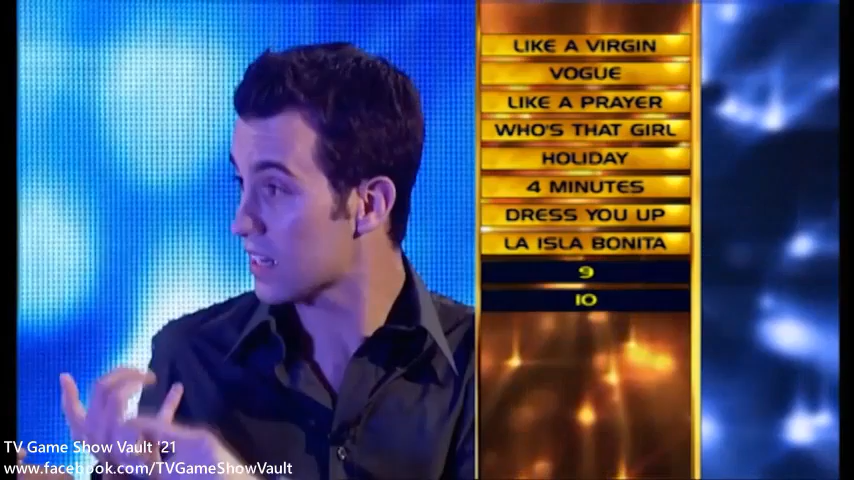 LIKE A VIRGIN
VOGUE
LIKE A PRAYER
WHO'S THAT GIRL
HOLIDAY
4 MINUTES
DRESS YOU UP
LA ISLA BONITA
9
10
TV Game Show Vault '21
www.facebook.com/TVGameShowVault